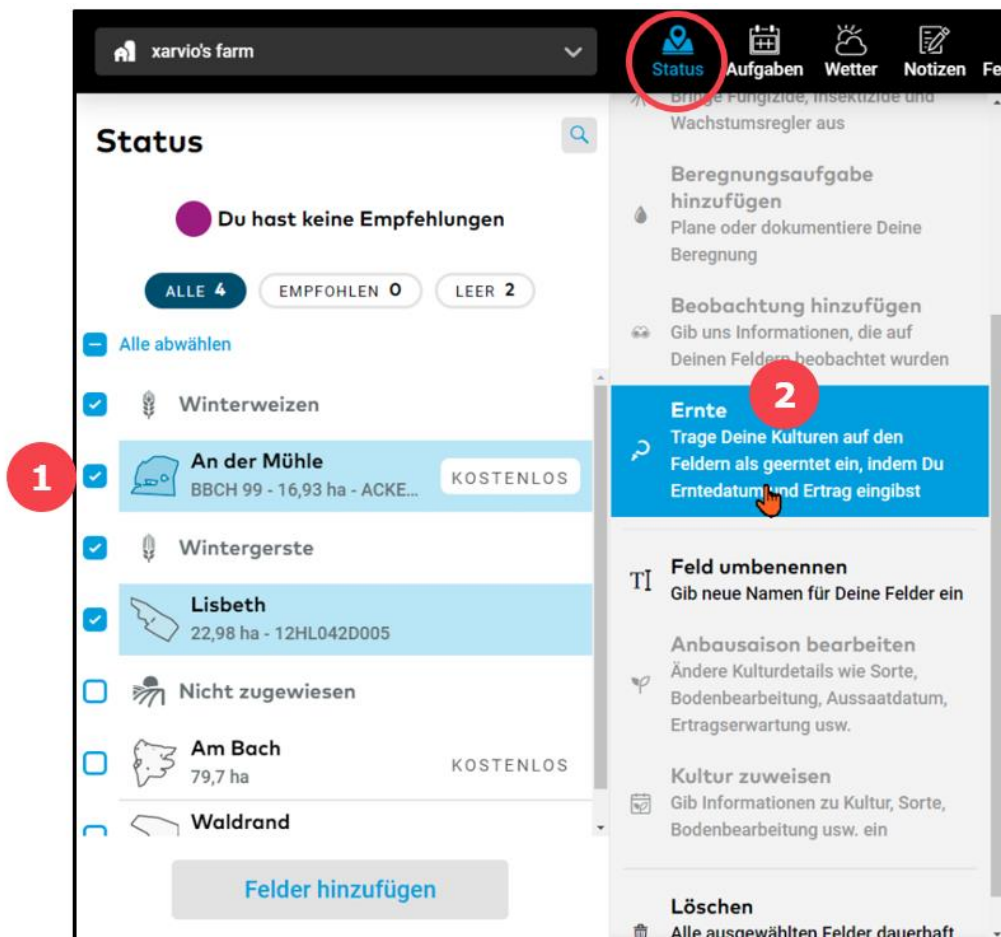 xarvio's farm
Status
Aufgaben
Wetter
Notizen
Fe
Status
Du hast keine Empfehlungen
ALLE 4
EMPFOHLEN 0
LEER 2
Alle abwählen
Winterweizen
1
An der Mühle
BBCH 99 - 16,93 ha - ACKE...
KOSTENLOS
Wintergerste
Lisbeth
22,98 ha - 12HL042D005
Nicht zugewiesen
Am Bach
79,7 ha
KOSTENLOS
Waldrand
Felder hinzufügen
Bringe Fungizide, Insektizide und
Wachstumsregler aus
Beregnungsaufgabe
hinzufügen
Plane oder dokumentiere Deine
Beregnung
Beobachtung hinzufügen
Gib uns Informationen, die auf
Deinen Feldern beobachtet wurden
2
Ernte
Trage Deine Kulturen auf den
Feldern als geerntet ein, indem Du
Erntedatum und Ertrag eingibst
TI
Feld umbenennen
Gib neue Namen für Deine Felder ein
Anbausaison bearbeiten
Ändere Kulturdetails wie Sorte,
Bodenbearbeitung, Aussaatdatum,
Ertragserwartung usw.
Kultur zuweisen
Gib Informationen zu Kultur, Sorte,
Bodenbearbeitung usw. ein
Löschen
Alle ausgewählten Felder dauerhaft